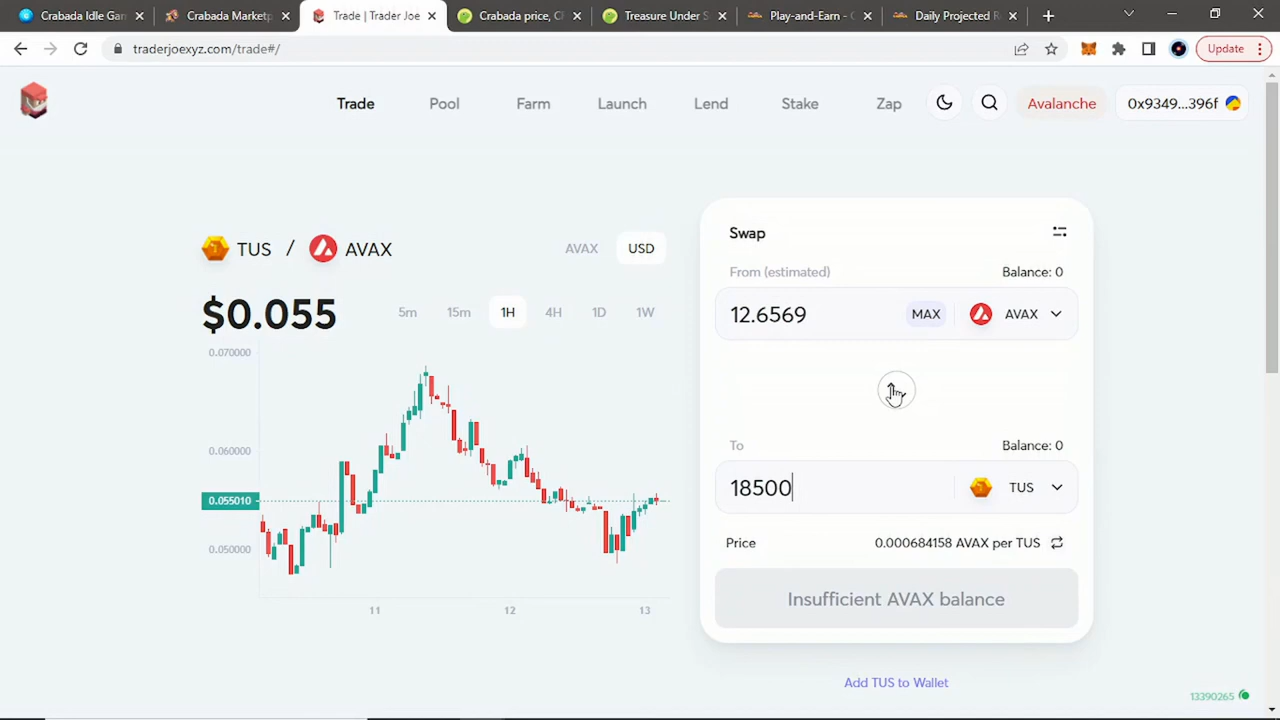 Crabada Idle Gam
Crabada Marketp
Trade | Trader Joe
Crabada price, Ch
Treasure Under S
Play-and-Earn - C
Daily Projected R
traderjoexyz.com/trade#/
Update
Trade
Pool
Farm
Launch
Lend
Stake
Zap
Avalanche
0x9349...396f
TUS / AVAX
AVAX
USD
$0.055
5m
15m
1H
4H
1D
1W
0.070000
0.060000
0.055010
0.050000
11
12
13
Swap
From (estimated)
Balance: 0
12.6569
MAX
AVAX
To
Balance: 0
18500
TUS
Price
0.000684158 AVAX per TUS
Insufficient AVAX balance
Add TUS to Wallet
13390265